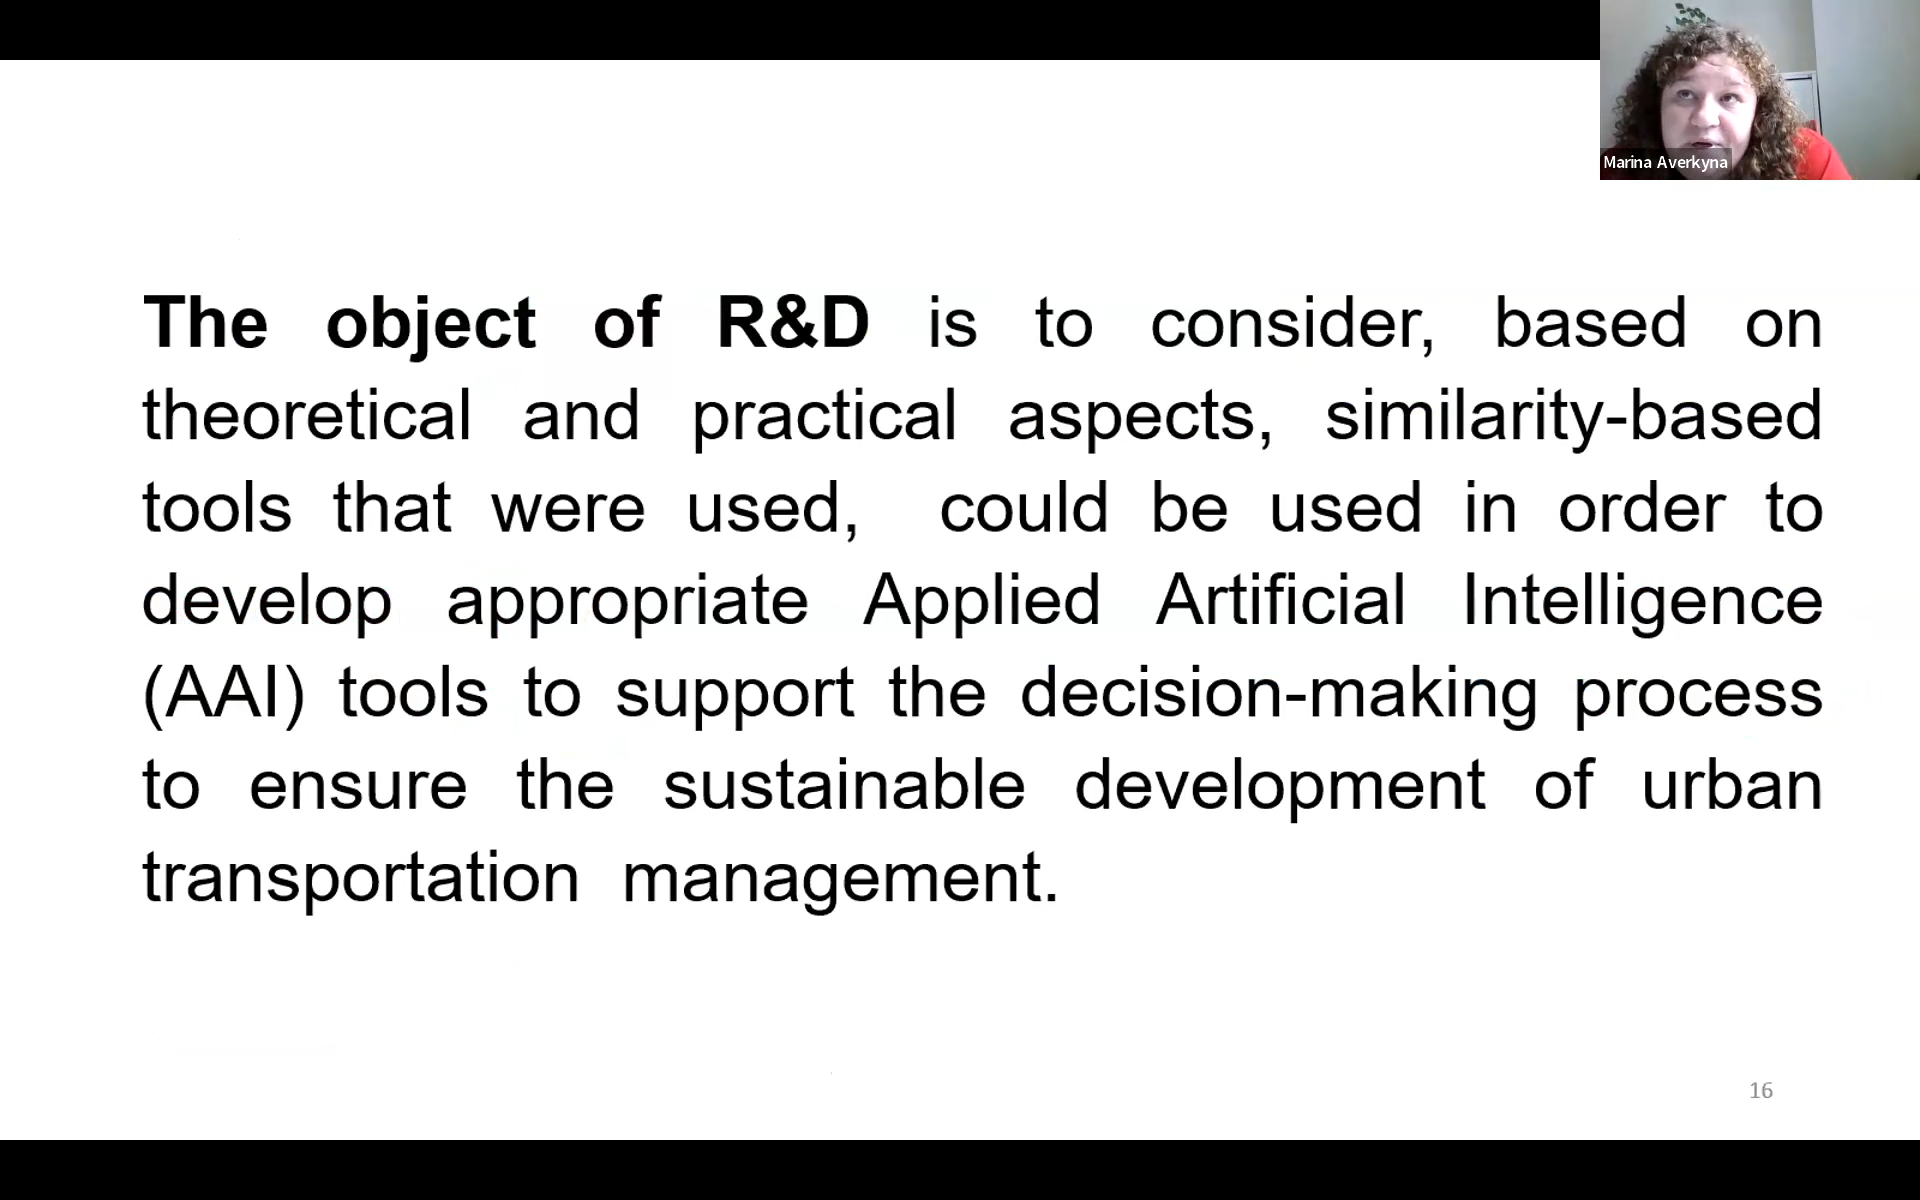 Marina Averkyna
The object of R&D is to consider, based on
theoretical and practical aspects, similarity-based
tools that were used, could be used in order to
develop appropriate Applied Artificial Intelligence
(AAI) tools to support the decision-making process
to ensure the sustainable development of urban
transportation management.
16